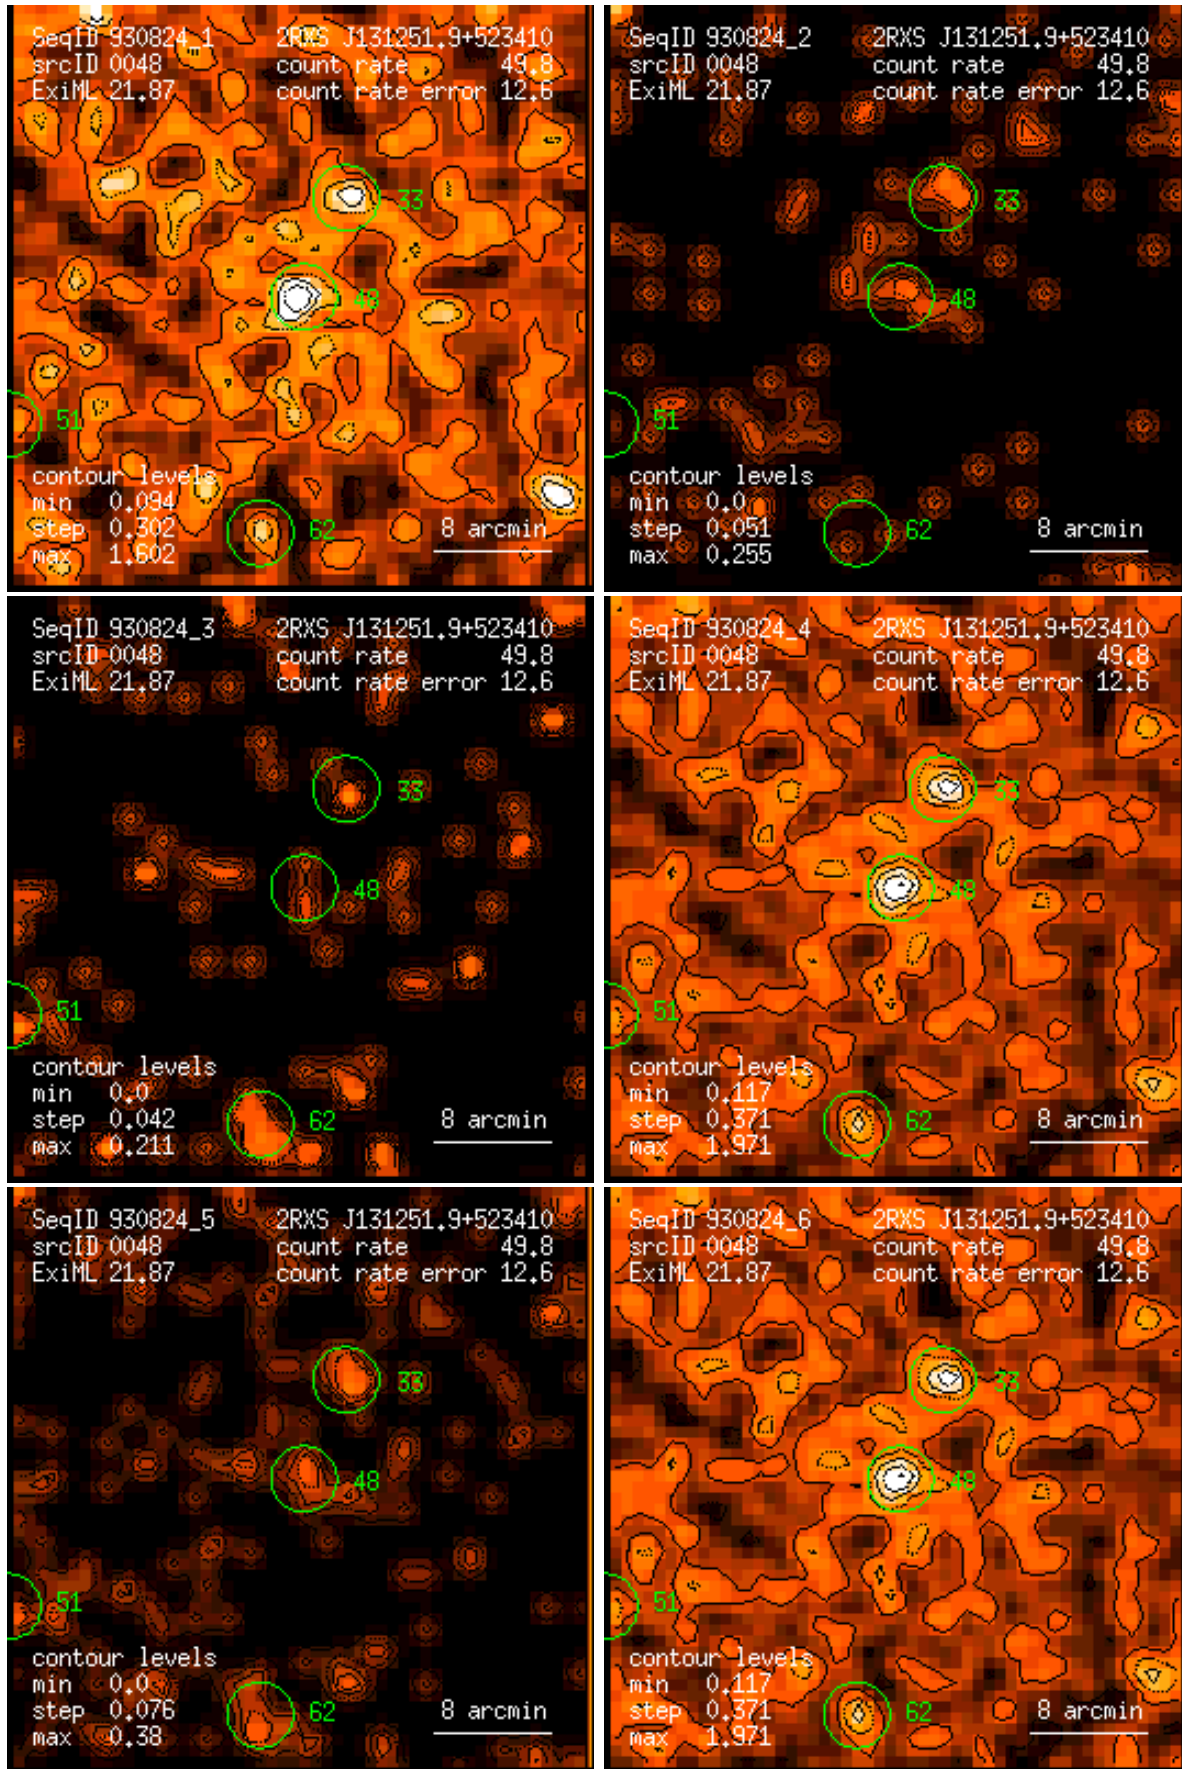 SeqID 930824_1 2RXS J131251.9+523410
srcID 0048 count rate 49.8
ExiML 21.87 count rate error 12.6
33
48
51
contour levels
min 0.094
step 0.302 62 8 arcmin
max 1.602
SeqID 930824_2 2RXS J131251.9+523410
srcID 0048 count rate 49.8
ExiML 21.87 count rate error 12.6
33
48
51
contour levels
min 0.0
step 0.051 62 8 arcmin
max 0.255
SeqID 930824_3 2RXS J131251.9+523410
srcID 0048 count rate 49.8
ExiML 21.87 count rate error 12.6
33
48
51
contour levels
min 0.0
step 0.042 62 8 arcmin
max 0.211
SeqID 930824_4 2RXS J131251.9+523410
srcID 0048 count rate 49.8
ExiML 21.87 count rate error 12.6
33
48
51
contour levels
min 0.117
step 0.371 62 8 arcmin
max 1.971
SeqID 930824_5 2RXS J131251.9+523410
srcID 0048 count rate 49.8
ExiML 21.87 count rate error 12.6
33
48
51
contour levels
min 0.0
step 0.076 62 8 arcmin
max 0.38
SeqID 930824_6 2RXS J131251.9+523410
srcID 0048 count rate 49.8
ExiML 21.87 count rate error 12.6
33
48
51
contour levels
min 0.117
step 0.371 62 8 arcmin
max 1.971